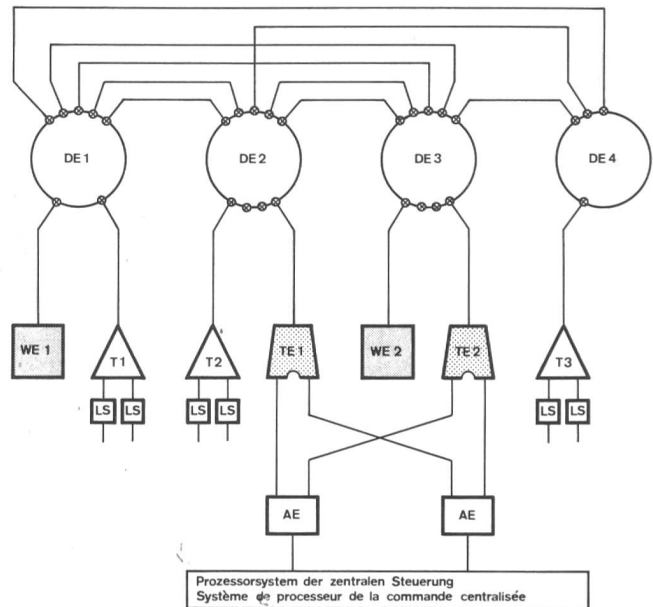 DE 1
DE 2
DE 3
DE 4
WE 1
T1
T2
TE 1
WE 2
TE 2
T3
LS
LS
LS
LS
LS
LS
AE
AE
Prozessorsystem der zentralen Steuerung
Système de processeur de la commande centralisée